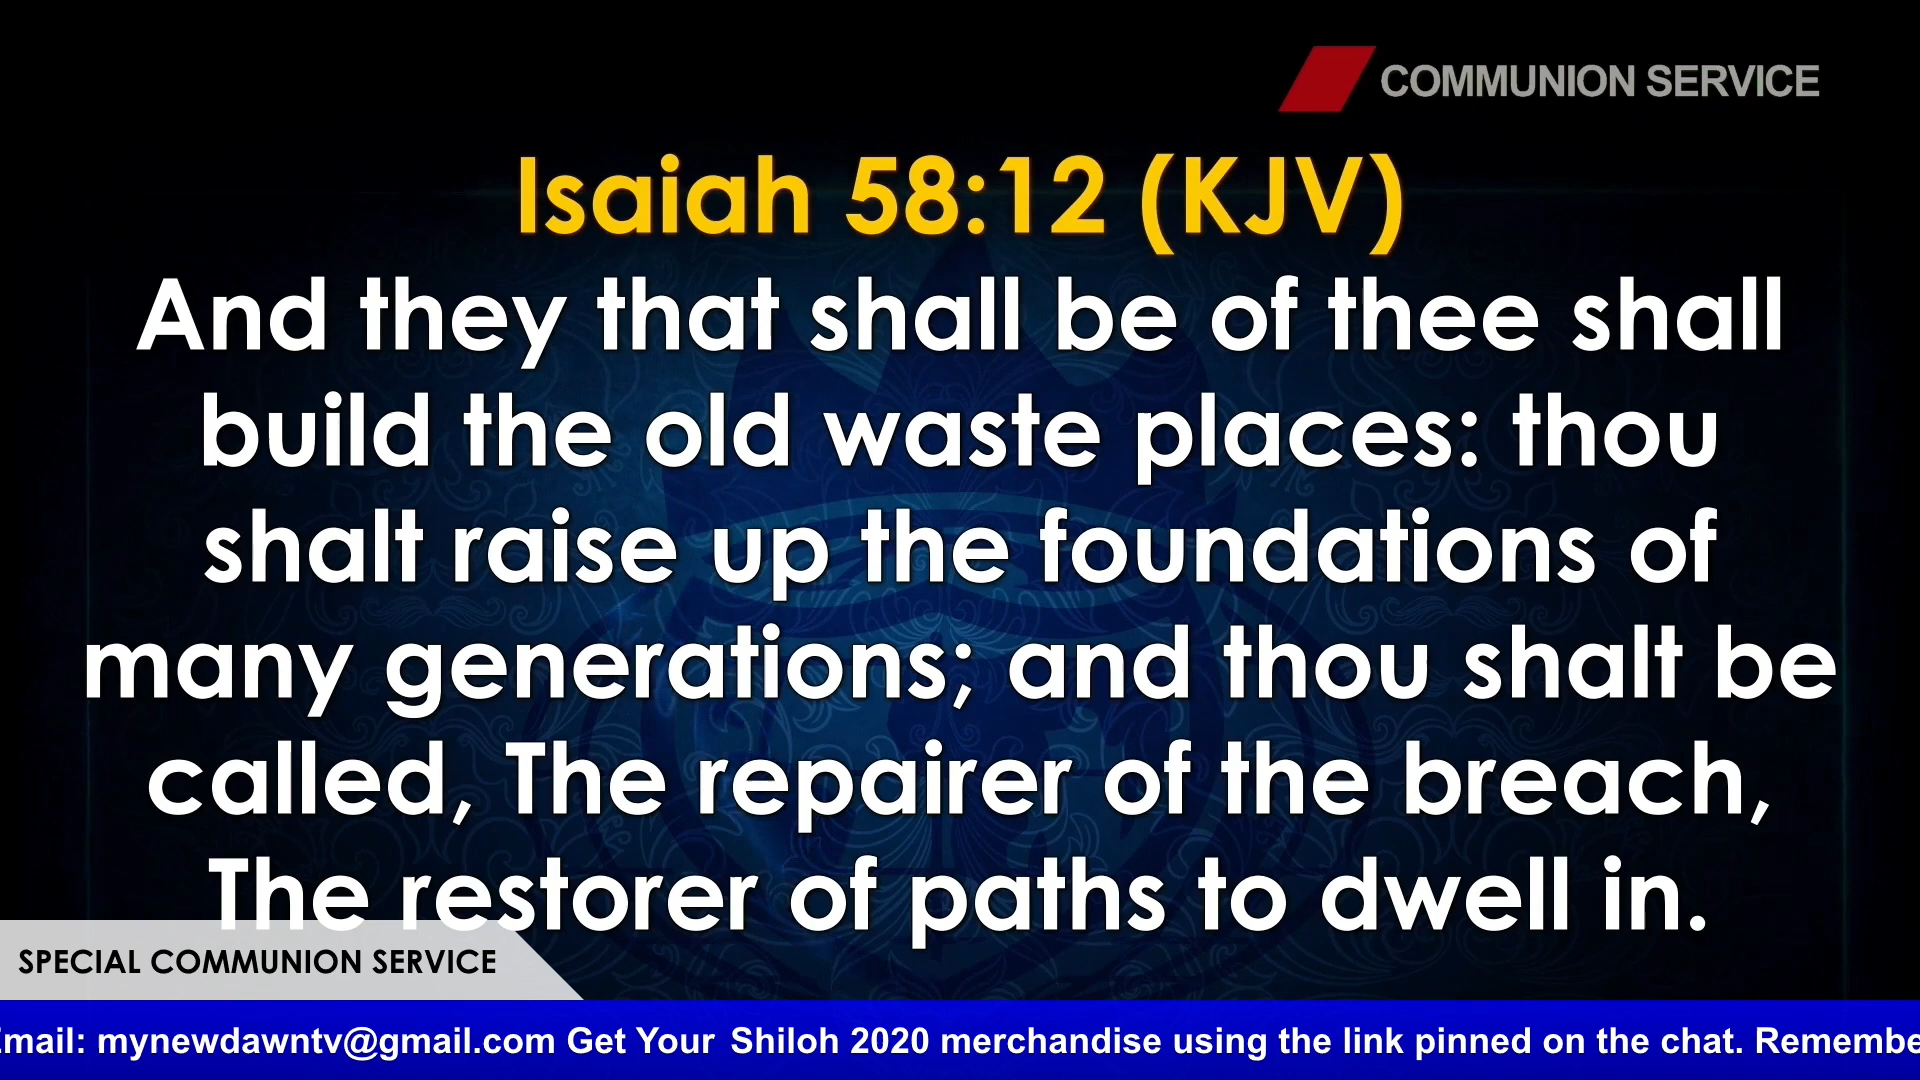 COMMUNION SERVICE
Isaiah 58:12 (KJV)
And they that shall be of thee shall
build the old waste places: thou
shalt raise up the foundations of
many generations; and thou shalt be
called, The repairer of the breach,
The restorer of paths to dwell in.
SPECIAL COMMUNION SERVICE
Email: mynewdawntv@gmail.com Get Your Shiloh 2020 merchandise using the link pinned on the chat. Remembe